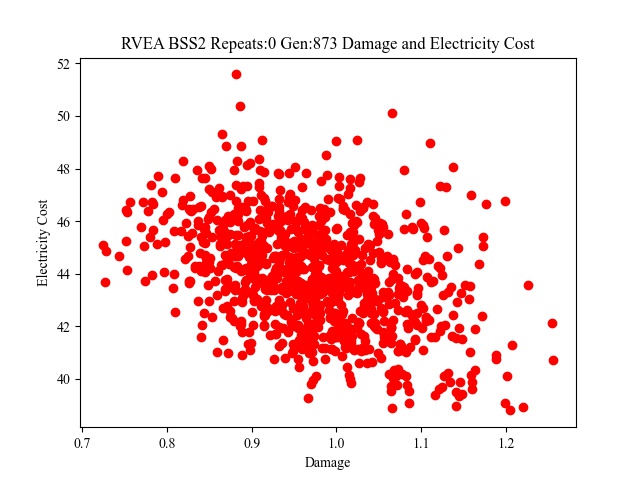 RVEA BSS2 Repeats:0 Gen:873 Damage and Electricity Cost
52
50
48
46
44
42
40
Electricity Cost
0.7 0.8 0.9 1.0 1.1 1.2
Damage